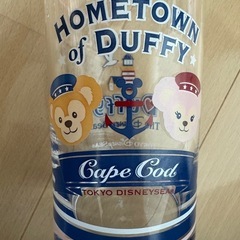 HOMETOWN
of DUFFY
Cape Cod
TOKYO DISNEYSEA